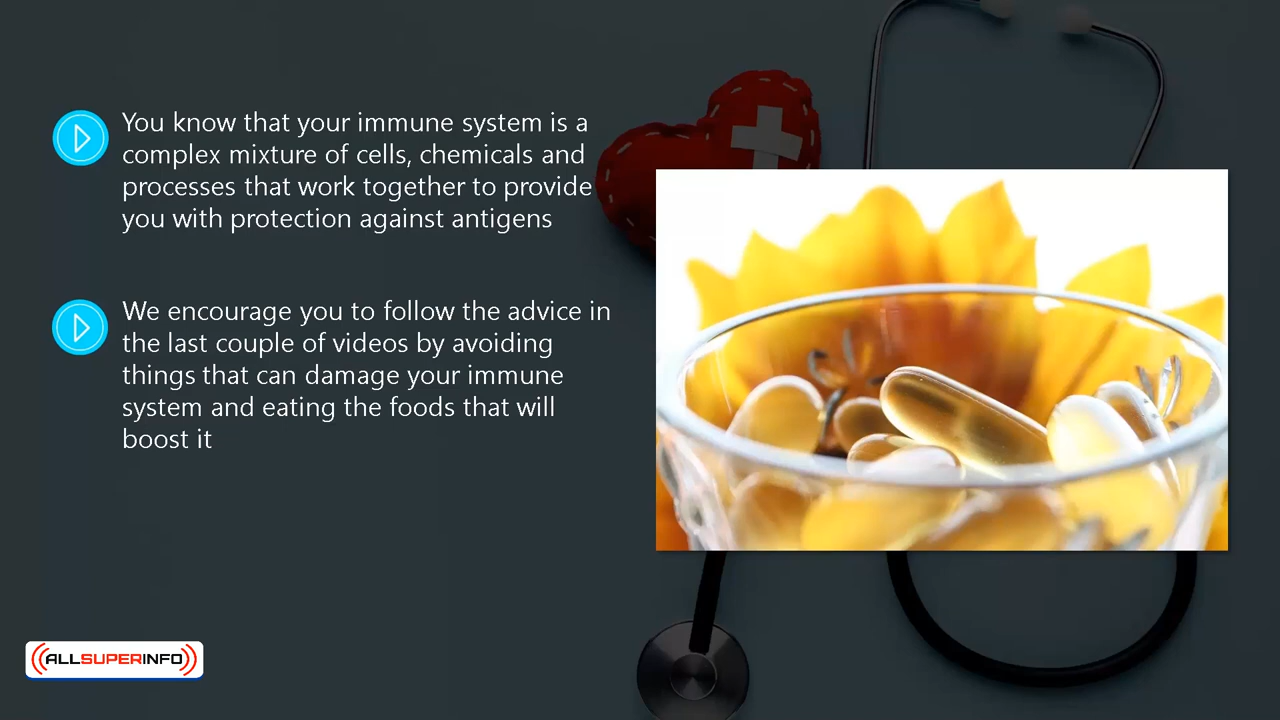 You know that your immune system is a
complex mixture of cells, chemicals and
processes that work together to provide
you with protection against antigens
We encourage you to follow the advice in
the last couple of videos by avoiding
things that can damage your immune
system and eating the foods that will
boost it
ALLSUPERINFO